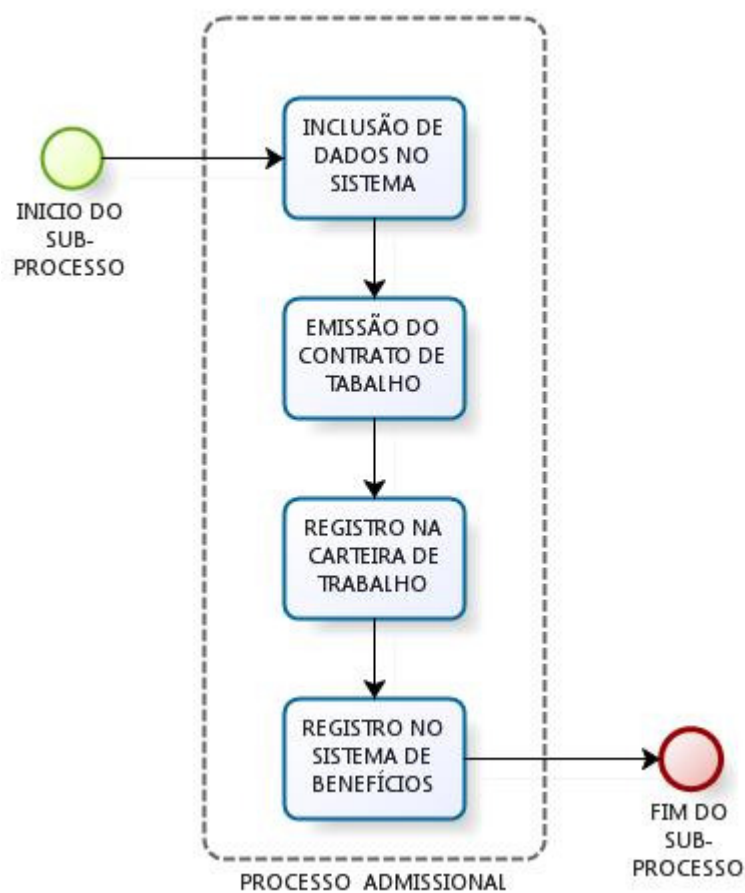 INCLUSÃO DE
DADOS NO
SISTEMA
INICIO DO
SUB-
PROCESSO
EMISSÃO DO
CONTRATO DE
TABALHO
REGISTRO NA
CARTEIRA DE
TRABALHO
REGISTRO NO
SISTEMA DE
BENEFÍCIOS
FIM DO
SUB-
PROCESSO
PROCESSO ADMISSIONAL